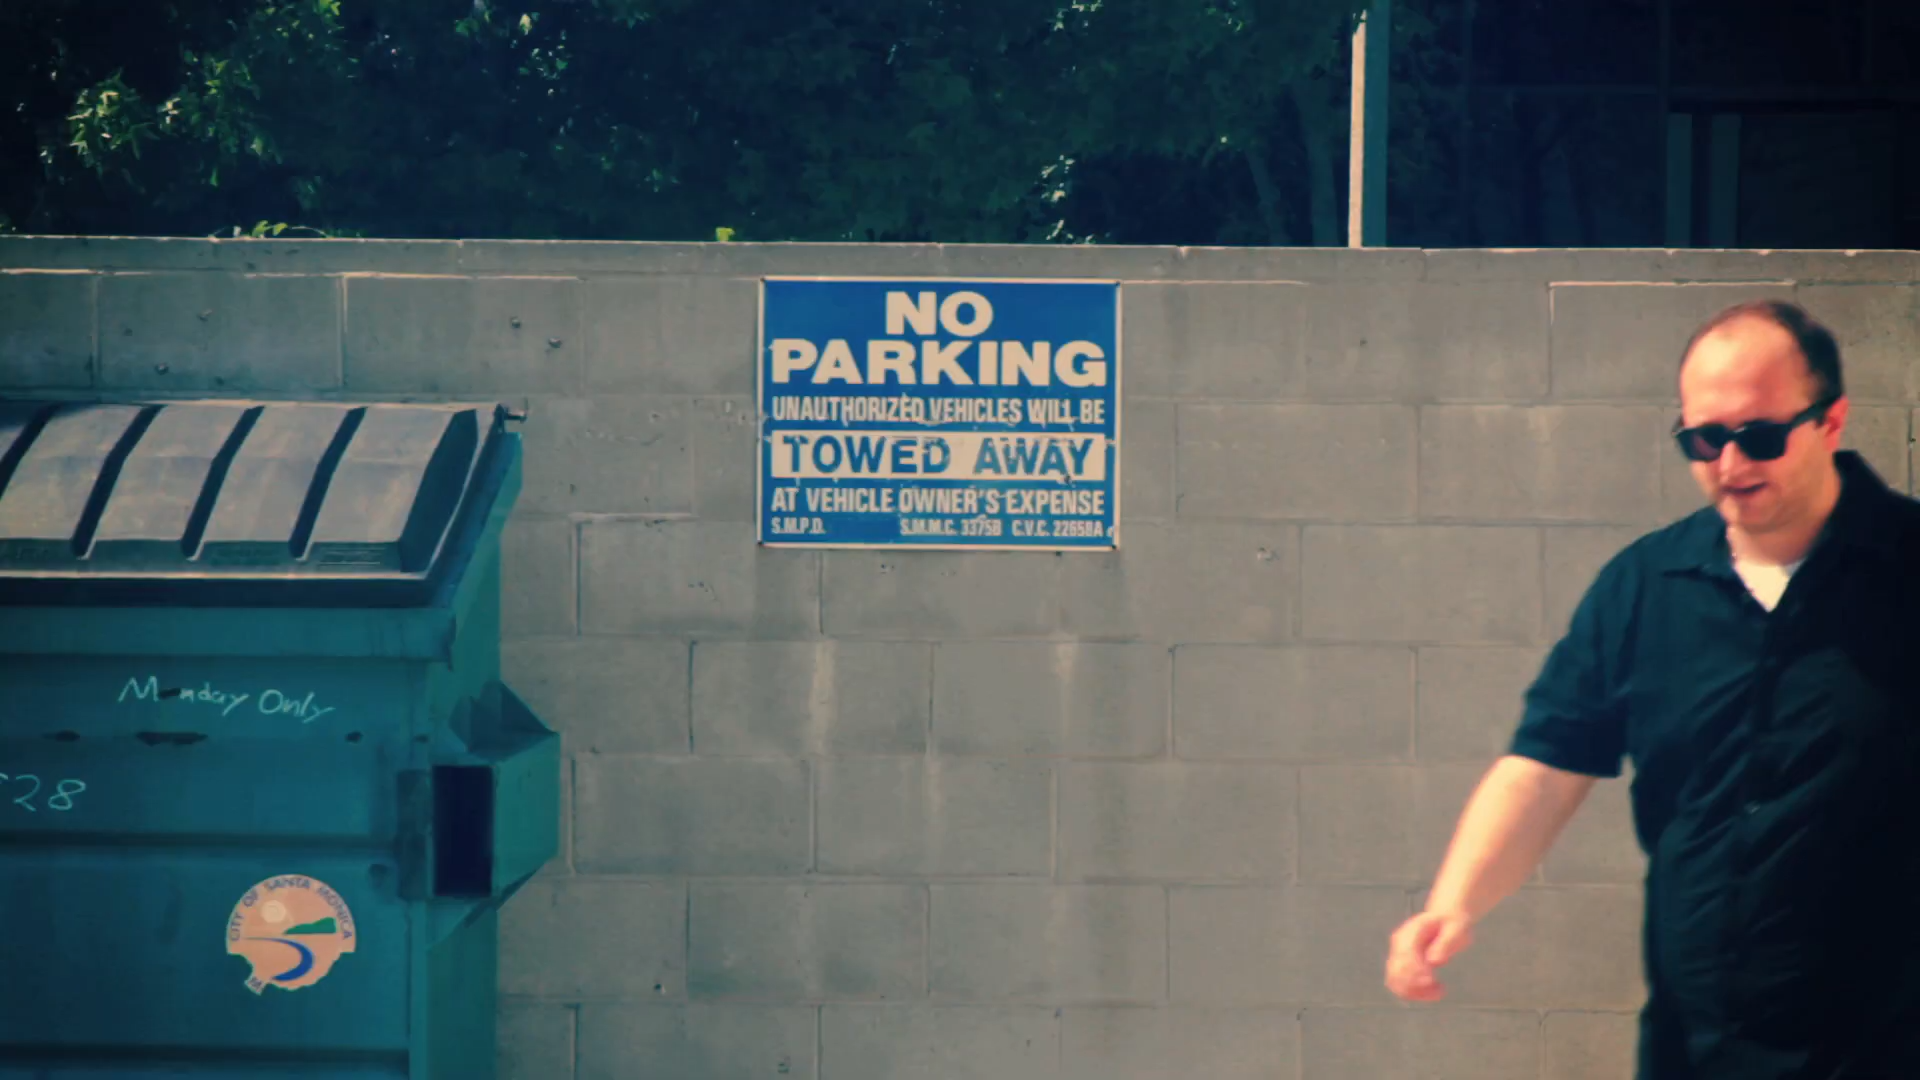 NO
PARKING
UNAUTHORIZED VEHICLES WILL BE
TOWED AWAY
AT VEHICLE OWNER'S EXPENSE
S.M.P.D. S.M.M.C. 3375B C.V.C. 22658A
Monday Only
28
CITY OF SANTA MONICA